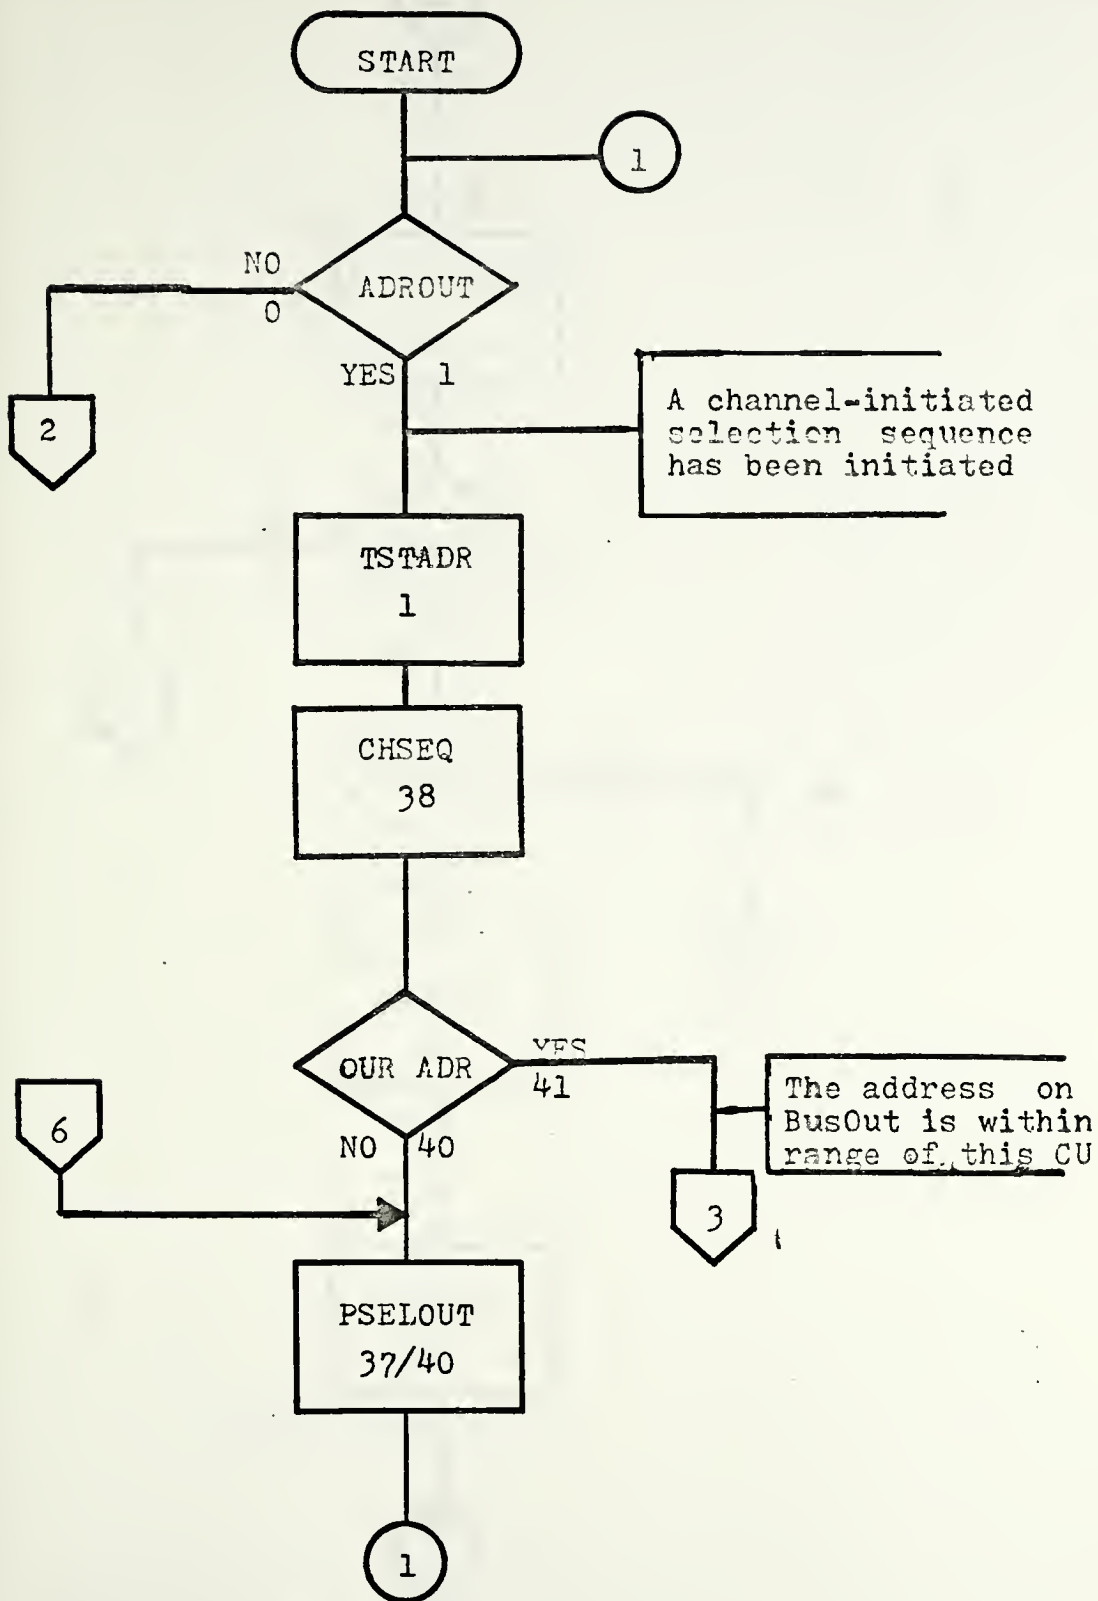 START
1
NO
0
ADROUT
YES 1
2
A channel-initiated
selection sequence
has been initiated
TSTADR
1
CHSEQ
38
OUR ADR
YES
41
NO 40
The address on
BusOut is within
range of this CU
6
3
PSELOUT
37/40
1